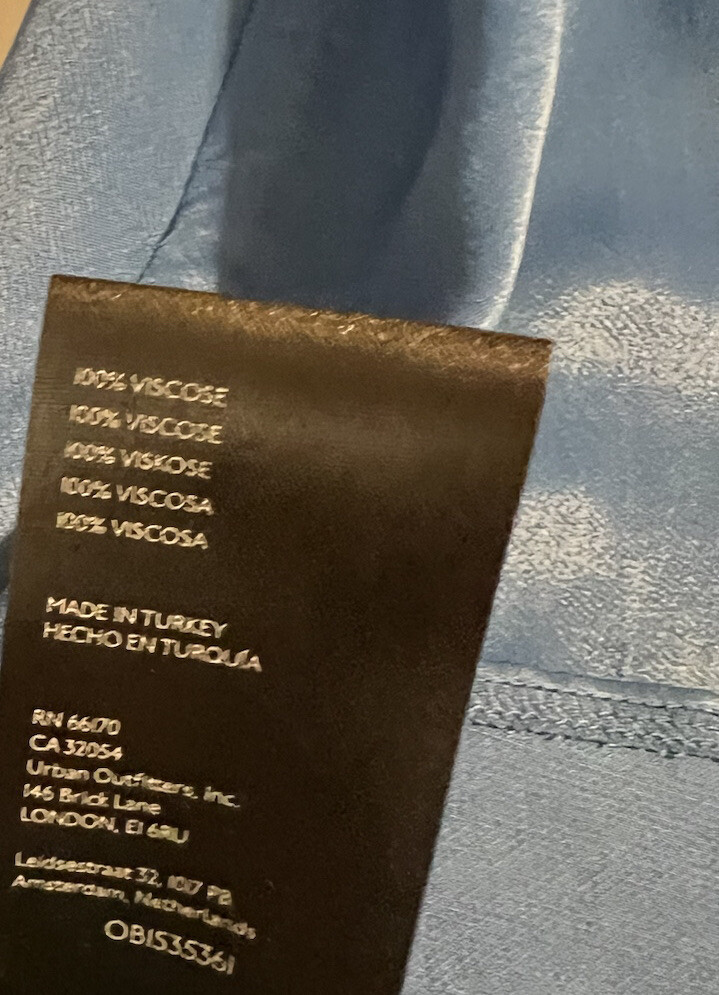 100% VISCOSE
100% VISCOSE
100% VISKOSE
100% VISCOSA
100% VISCOSA
MADE IN TURKEY
HECHO EN TURQUÍA
RN 66170
CA 32054
Urban Outfitters, Inc.
146 Brick Lane
LONDON, E1 6RU
Leidsestraat 32, 1017 PB
Amsterdam, Netherlands
OB1535361